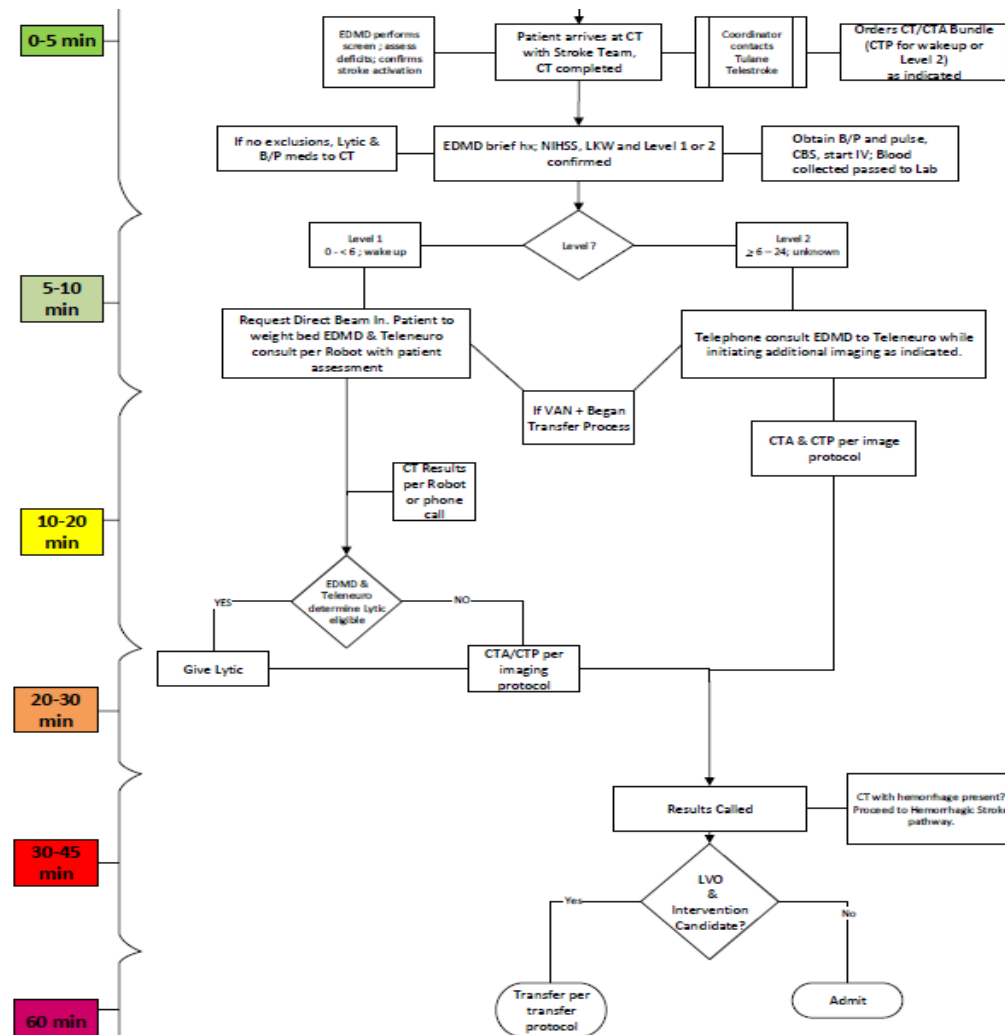 0-5 min
EDMD performs
screen ; assess
deficits; confirms
stroke activation
Patient arrives at CT
with Stroke Team,
CT completed
Coordinator
contacts
Tulane
Telestroke
Orders CT/CTA Bundle
(CTP for wakeup or
Level 2)
as indicated
If no exclusions, Lytic &
B/P meds to CT
EDMD brief hx; NIHSS, LKW and Level 1 or 2
confirmed
Obtain B/P and pulse,
CBS, start IV; Blood
collected passed to Lab
Level 1
0 - < 6 ; wake up
Level ?
Level 2
≥ 6 – 24; unknown
5-10
min
Request Direct Beam In. Patient to
weight bed EDMD & Teleneuro
consult per Robot with patient
assessment
Telephone consult EDMD to Teleneuro while
initiating additional imaging as indicated.
If VAN + Began
Transfer Process
CTA & CTP per image
protocol
CT Results
per Robot
or phone
call
10-20
min
EDMD &
Teleneuro
determine Lytic
eligible
YES
NO
Give Lytic
CTA/CTP per
imaging
protocol
20-30
min
Results Called
CT with hemorrhage present?
Proceed to Hemorrhagic Stroke
pathway.
30-45
min
LVO
&
Intervention
Candidate?
Yes
No
Transfer per
transfer
protocol
Admit
60 min